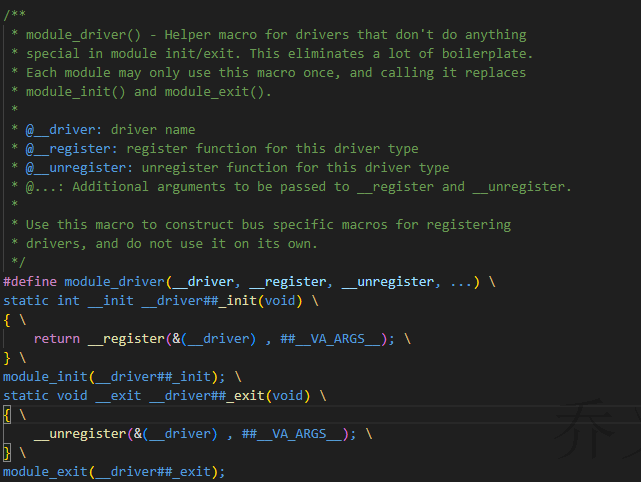 /**
 * module_driver() - Helper macro for drivers that don't do anything
 * special in module init/exit. This eliminates a lot of boilerplate.
 * Each module may only use this macro once, and calling it replaces
 * module_init() and module_exit().
 *
 * @__driver: driver name
 * @__register: register function for this driver type
 * @__unregister: unregister function for this driver type
 * @...: Additional arguments to be passed to __register and __unregister.
 *
 * Use this macro to construct bus specific macros for registering
 * drivers, and do not use it on its own.
 */
#define module_driver(__driver, __register, __unregister, ...) \
static int __init __driver##_init(void) \
{ \
    return __register(&(__driver) , ##__VA_ARGS__); \
} \
module_init(__driver##_init); \
static void __exit __driver##_exit(void) \
{ \
    __unregister(&(__driver) , ##__VA_ARGS__); \
} \
module_exit(__driver##_exit);
乔